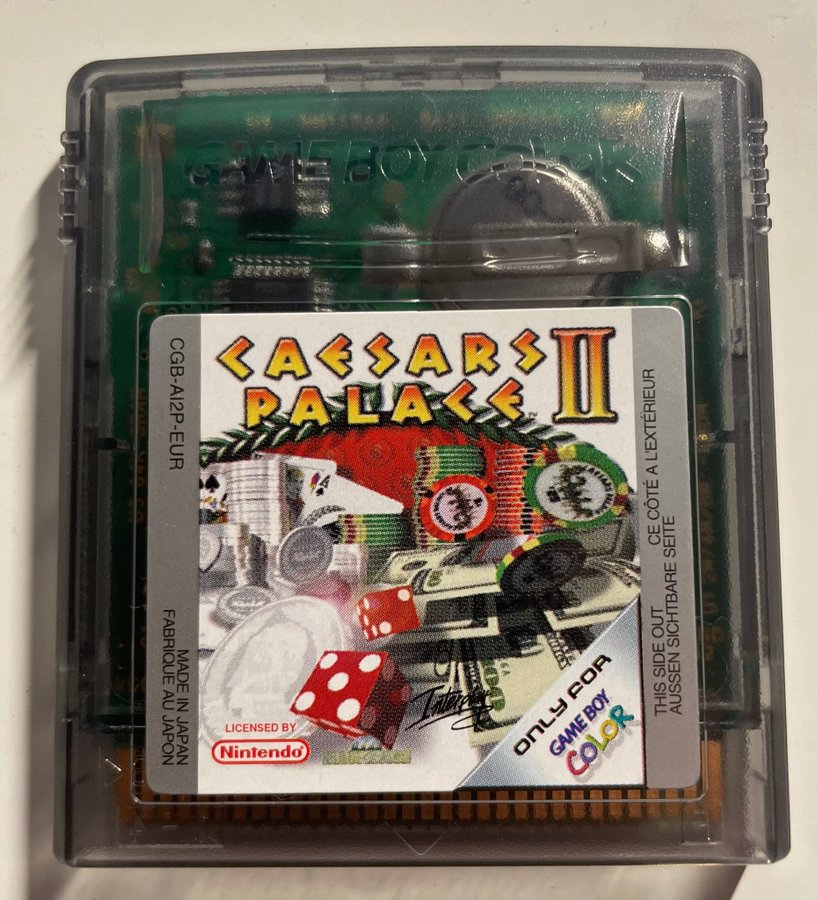 GAME BOY COLOR
CAESARS
PALACE II
TM
CGB-AI2P-EUR
MADE IN JAPAN
FABRIQUE AU JAPON
LICENSED BY
Nintendo
Interplay
ONLY FOR
GAME BOY
COLOR
THIS SIDE OUT
AUSSEN SICHTBARE SEITE
CE CÔTÉ A L'EXTÉRIEUR